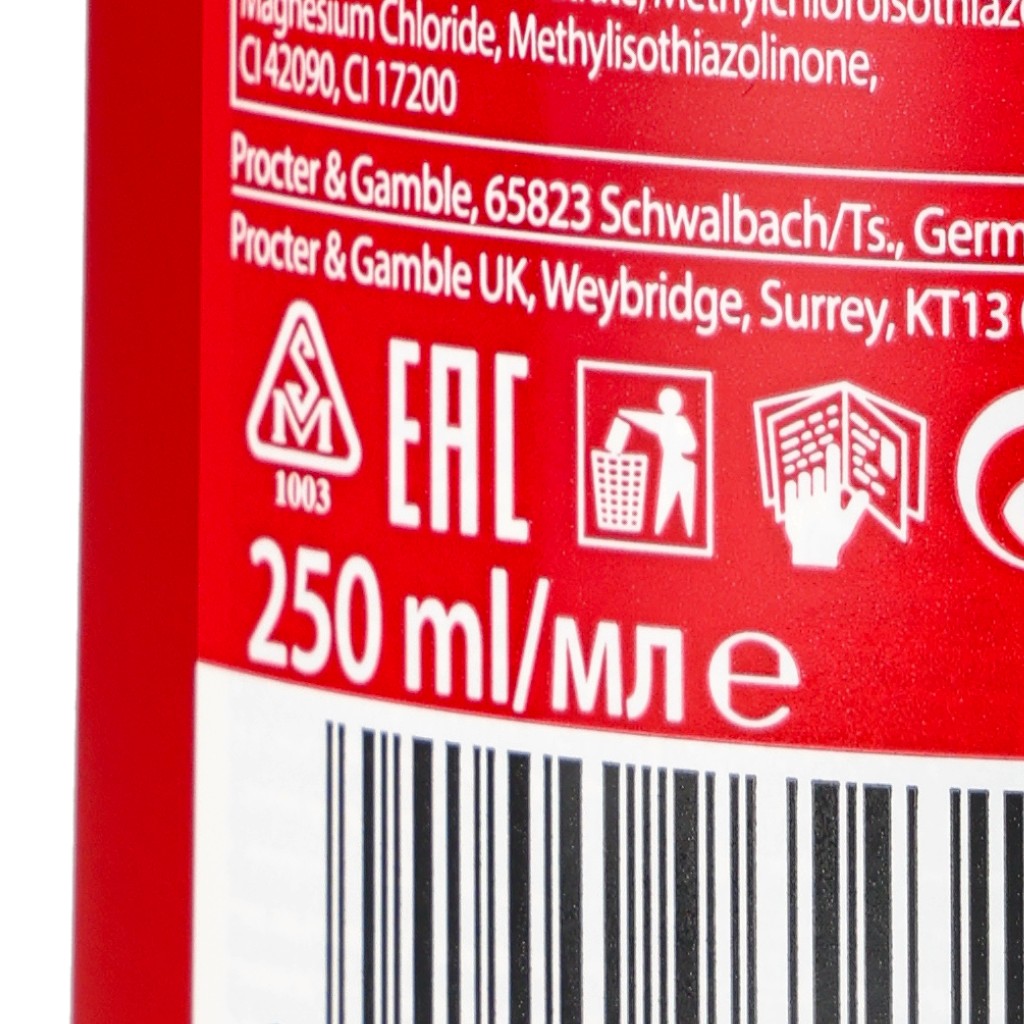 Magnesium Chloride, Methylisothiazolinone,
CI 42090, CI 17200
Procter & Gamble, 65823 Schwalbach/Ts.,
Procter & Gamble UK, Weybridge, Surrey, KT13
SM
1003
EAC
250 ml/мл e